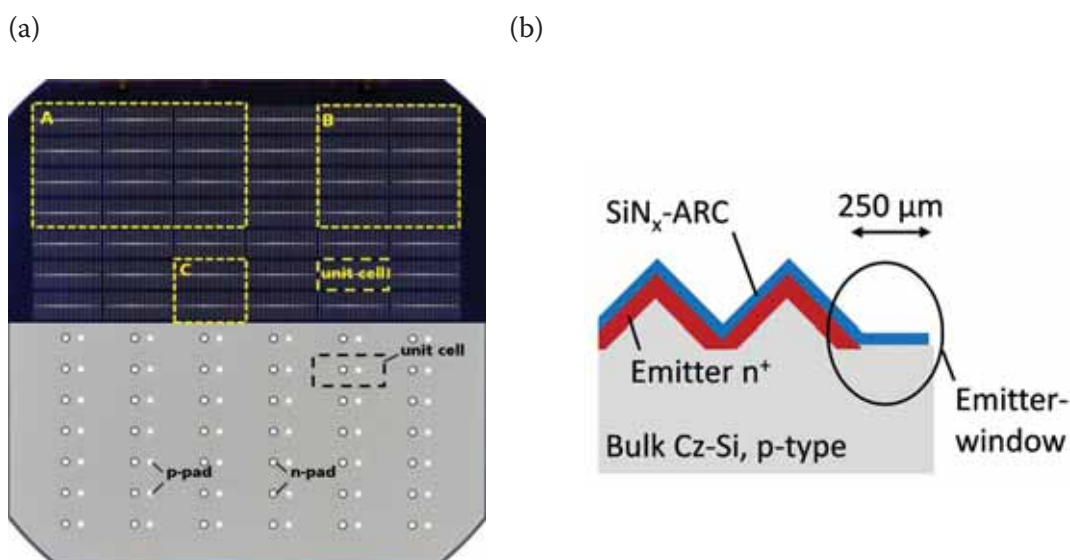 (a)
(b)
A
B
C
unit cell
unit cell
p-pad
n-pad
SiNx-ARC
250 µm
Emitter n⁺
Bulk Cz-Si, p-type
Emitter-
window